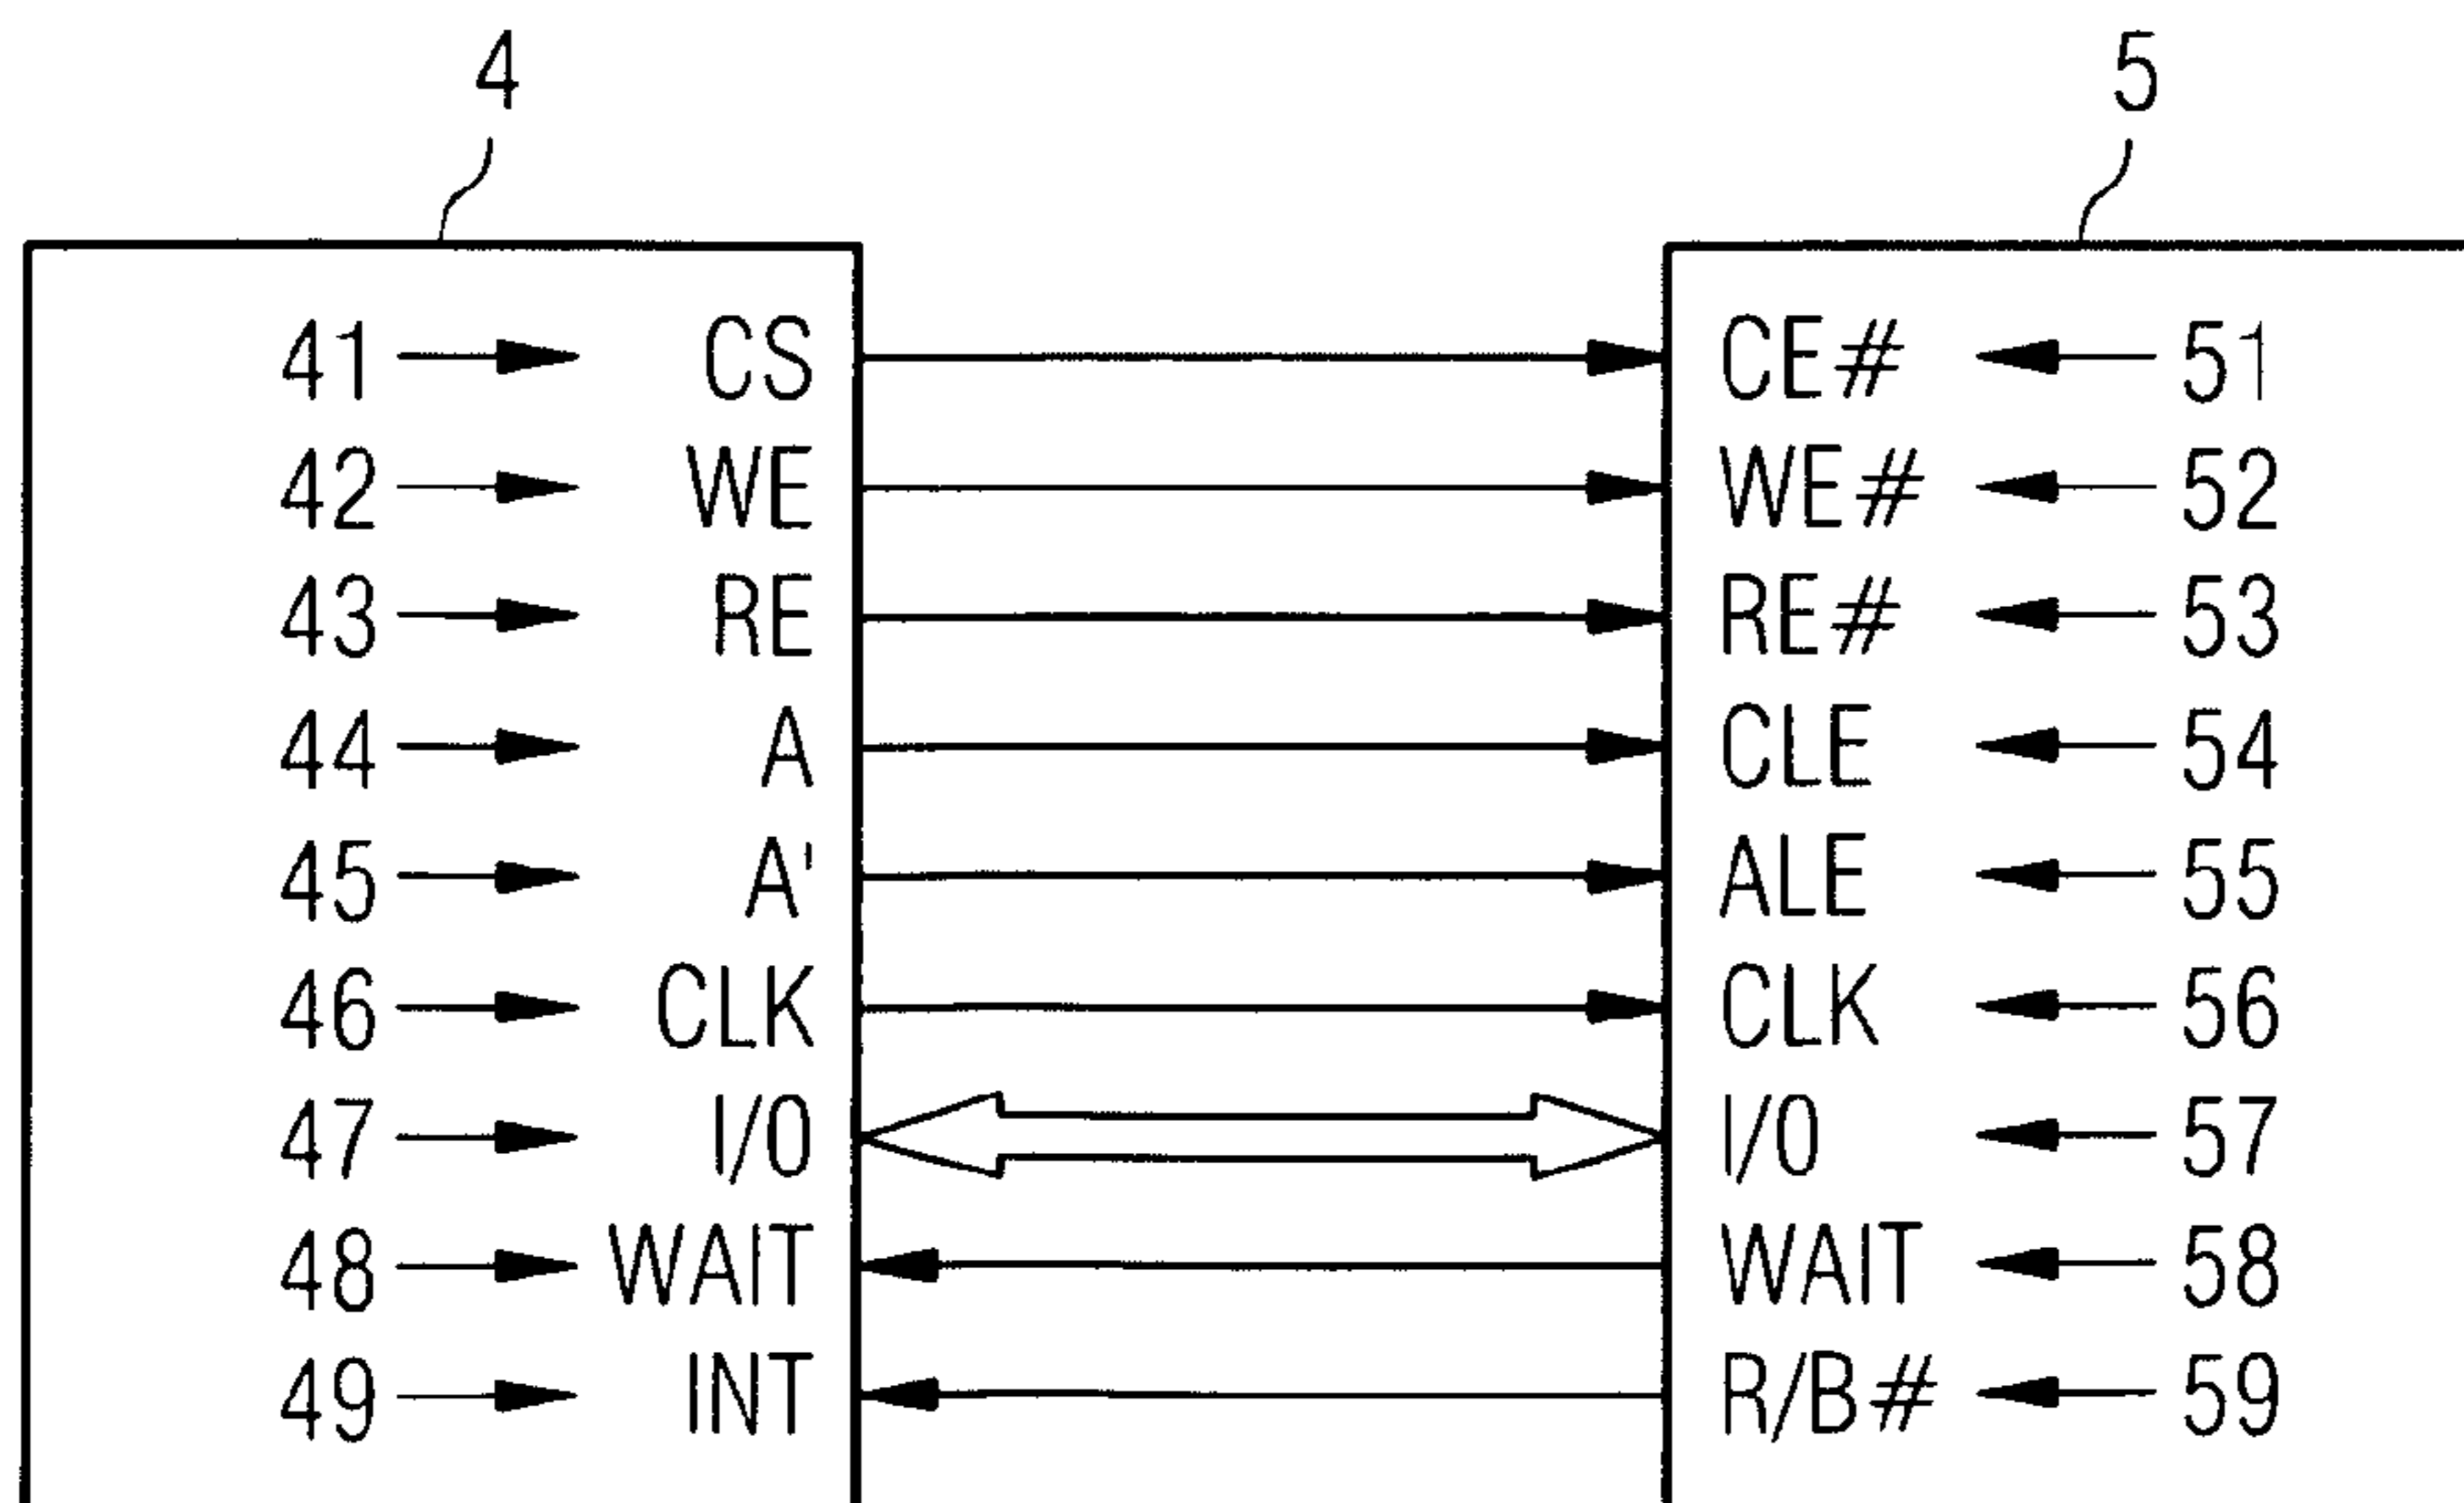 4 5
41 CS CE# 51
42 WE WE# 52
43 RE RE# 53
44 A CLE 54
45 A' ALE 55
46 CLK CLK 56
47 I/O I/O 57
48 WAIT WAIT 58
49 INT R/B# 59